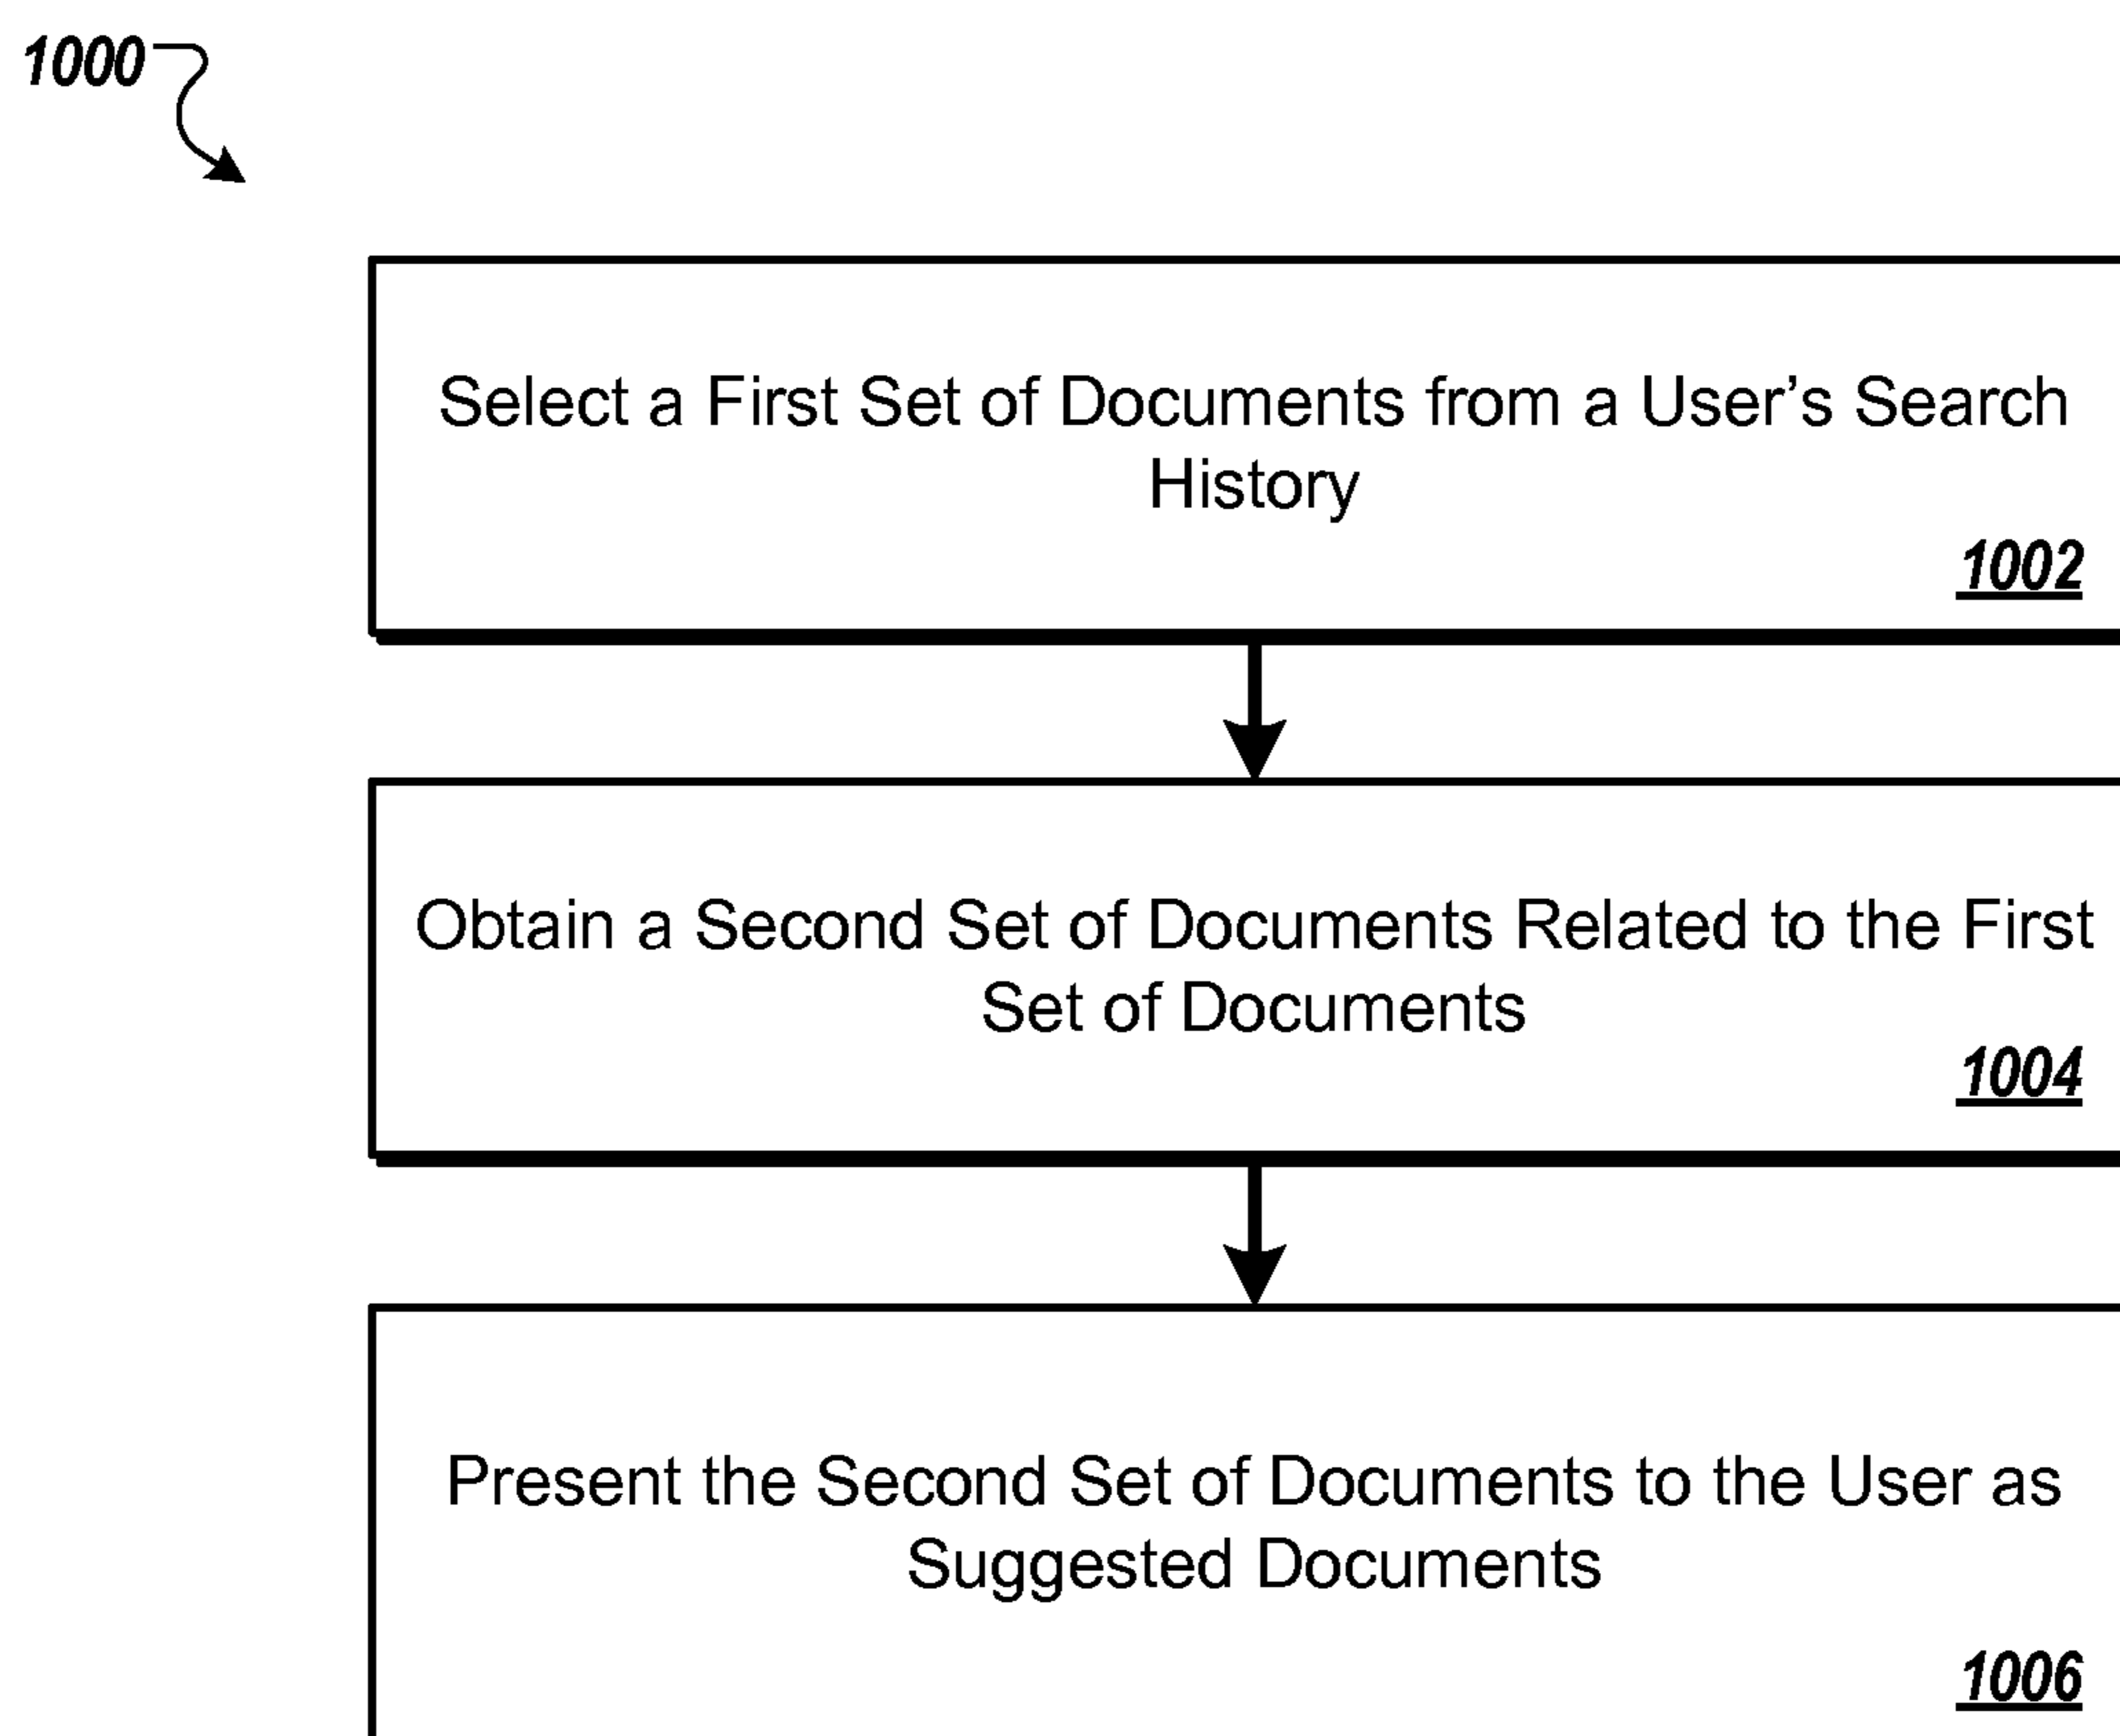 1000
Select a First Set of Documents from a User’s Search
History
1002
Obtain a Second Set of Documents Related to the First
Set of Documents
1004
Present the Second Set of Documents to the User as
Suggested Documents
1006